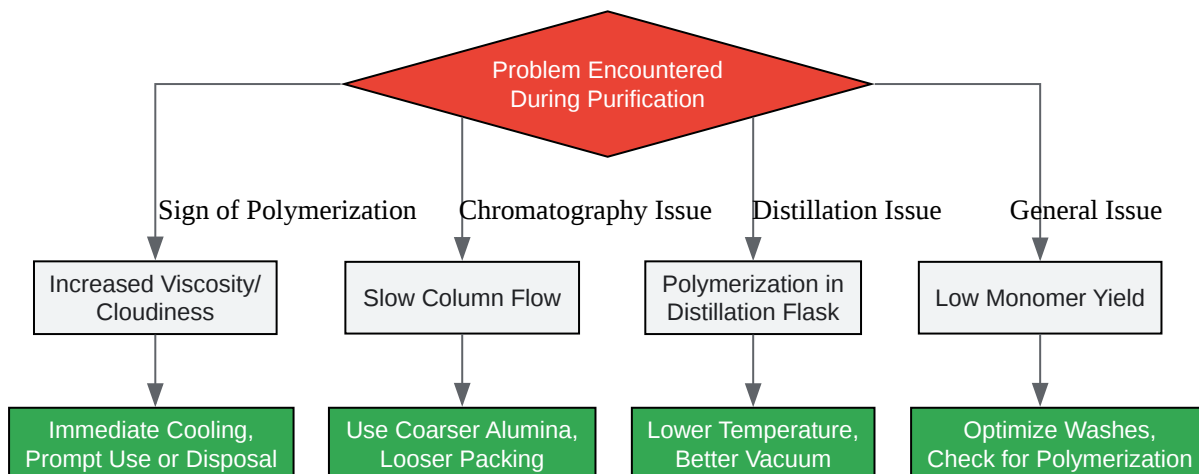 Problem Encountered
During Purification
Sign of Polymerization
Chromatography Issue
Distillation Issue
General Issue
Increased Viscosity/
Cloudiness
Slow Column Flow
Polymerization in
Distillation Flask
Low Monomer Yield
Immediate Cooling,
Prompt Use or Disposal
Use Coarser Alumina,
Looser Packing
Lower Temperature,
Better Vacuum
Optimize Washes,
Check for Polymerization